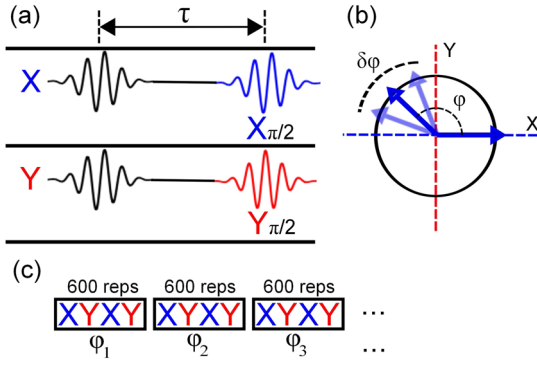 (a)
τ
X
Xπ/2
Y
Yπ/2
(b)
Y
δφ
φ
X
(c)
600 reps 600 reps 600 reps
XYXY XYXY XYXY ...
φ1 φ2 φ3 ...